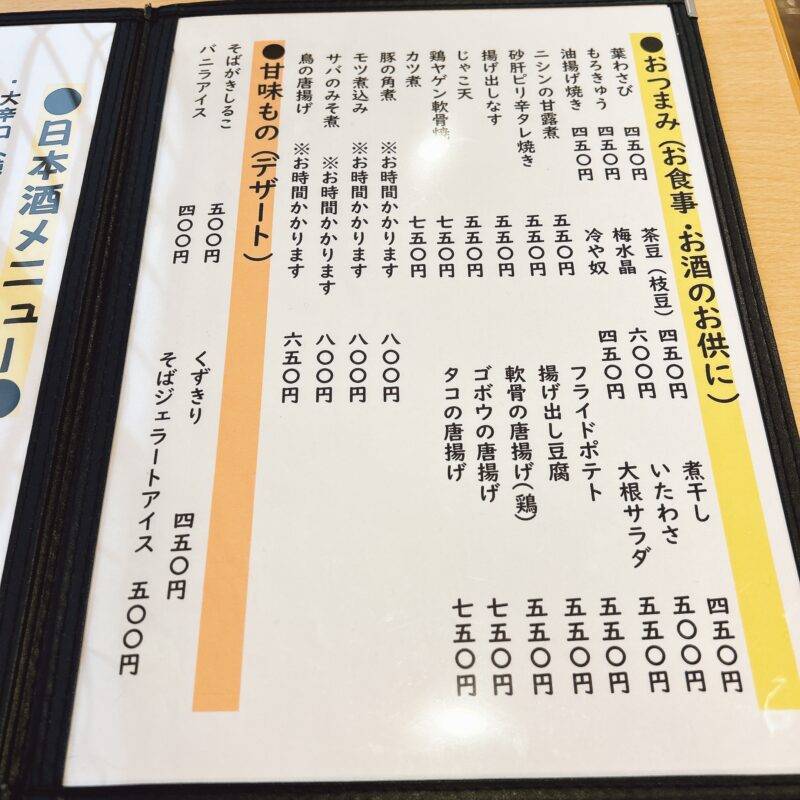 ●おつまみ(お食事・お酒のお供に)
葉わさび 四五〇円 茶豆(枝豆) 四五〇円 煮干し 四五〇円
もろきゅう 四五〇円 梅水晶 六〇〇円 いたわさ 五〇〇円
油揚げ焼き 四五〇円 冷や奴 四五〇円 大根サラダ 五五〇円
ニシンの甘露煮 五五〇円 フライドポテト 五五〇円
砂肝ピリ辛タレ焼き 五五〇円 揚げ出し豆腐 五五〇円
揚げ出しなす 五五〇円 軟骨の唐揚げ(鶏) 五五〇円
じゃこ天 五五〇円 ゴボウの唐揚げ 七五〇円
鶏ヤゲン軟骨焼 七五〇円 タコの唐揚げ 七五〇円
カツ煮 七五〇円
豚の角煮 ※お時間かかります 八〇〇円
モツ煮込み ※お時間かかります 八〇〇円
サバのみそ煮 ※お時間かかります 八〇〇円
鳥の唐揚げ ※お時間かかります 六五〇円
●甘味もの(デザート)
そばがきしるこ 五〇〇円 くずきり 四五〇円
バニラアイス 四〇〇円 そばジェラートアイス 五〇〇円
●日本酒メニュー●